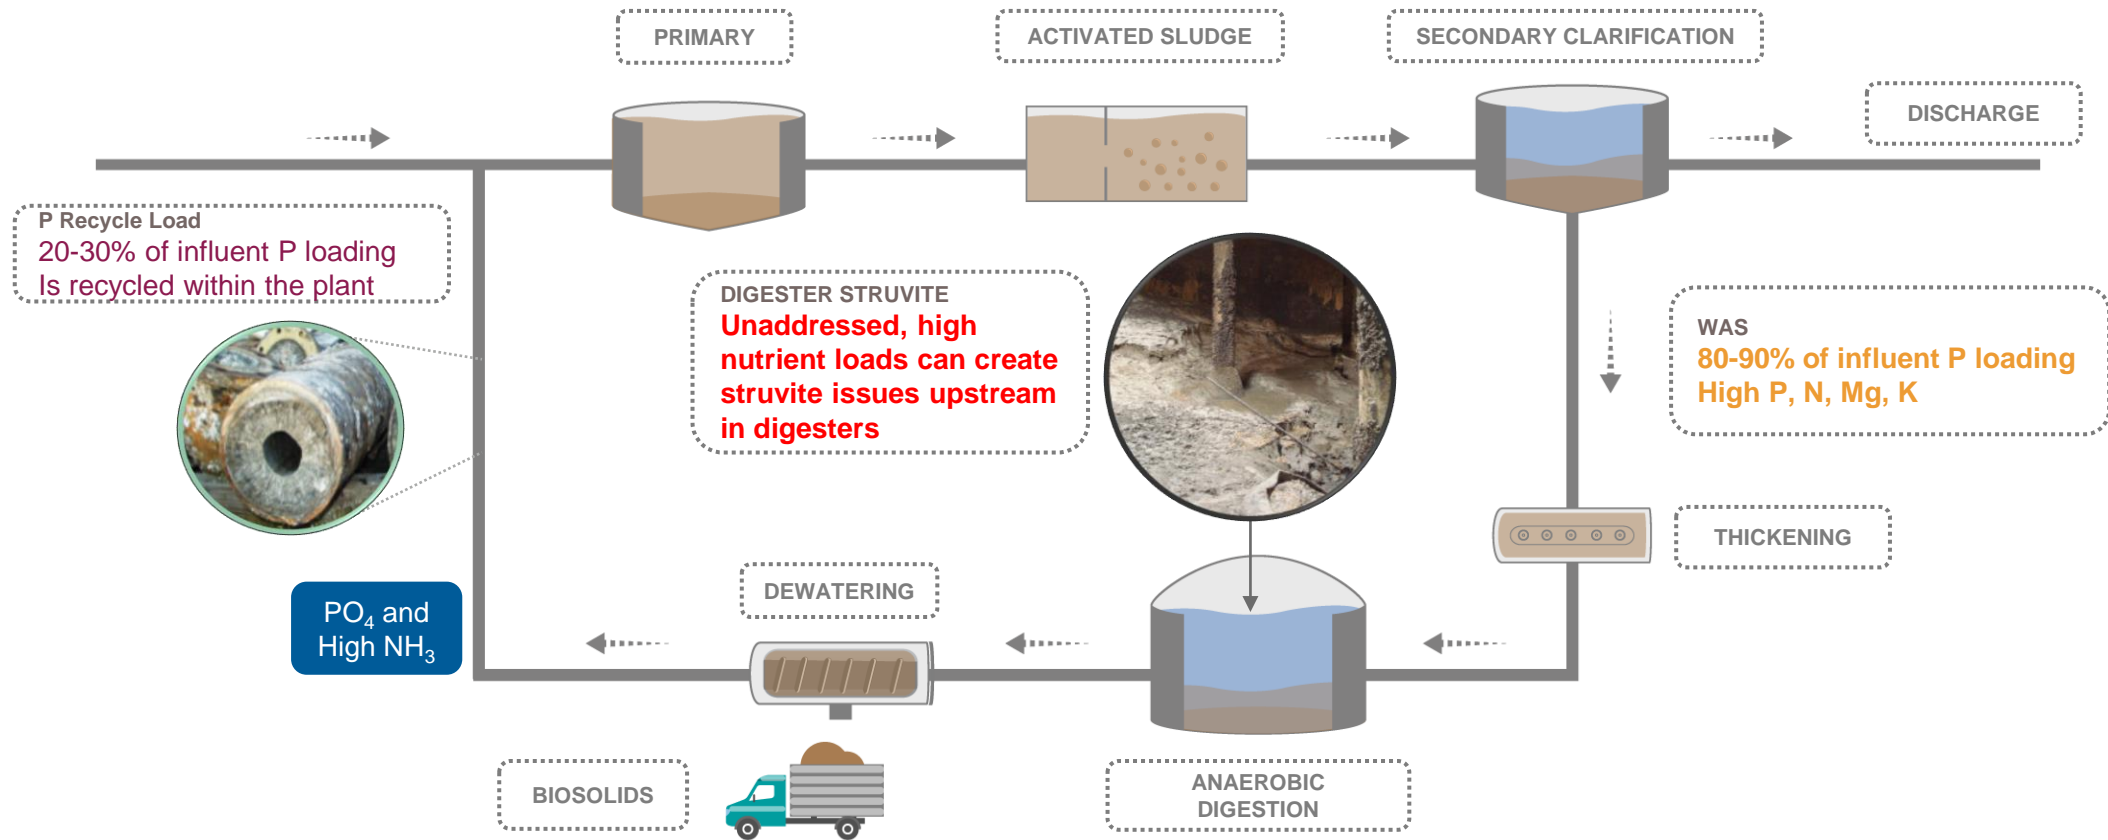 PRIMARY
ACTIVATED SLUDGE
SECONDARY CLARIFICATION
DISCHARGE
P Recycle Load
20-30% of influent P loading
Is recycled within the plant
DIGESTER STRUVITE
Unaddressed, high
nutrient loads can create
struvite issues upstream
in digesters
WAS
80-90% of influent P loading
High P, N, Mg, K
THICKENING
DEWATERING
PO₄ and
High NH₃
BIOSOLIDS
ANAEROBIC
DIGESTION